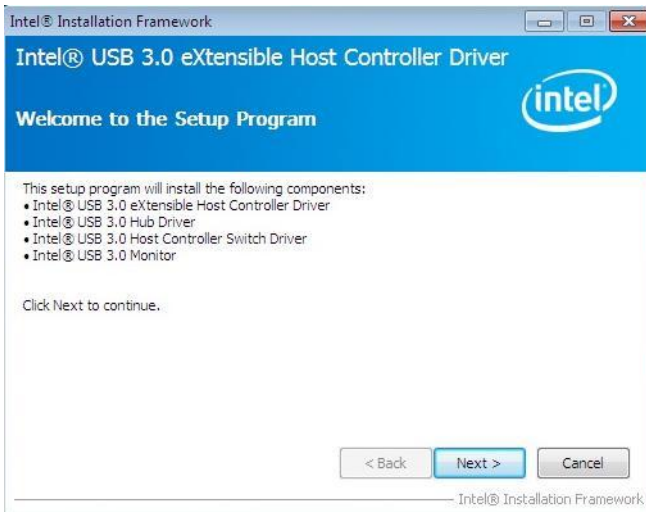 Intel® Installation Framework
Intel® USB 3.0 eXtensible Host Controller Driver
intel
Welcome to the Setup Program
This setup program will install the following components:
• Intel® USB 3.0 eXtensible Host Controller Driver
• Intel® USB 3.0 Hub Driver
• Intel® USB 3.0 Host Controller Switch Driver
• Intel® USB 3.0 Monitor
Click Next to continue.
< Back Next > Cancel
Intel® Installation Framework